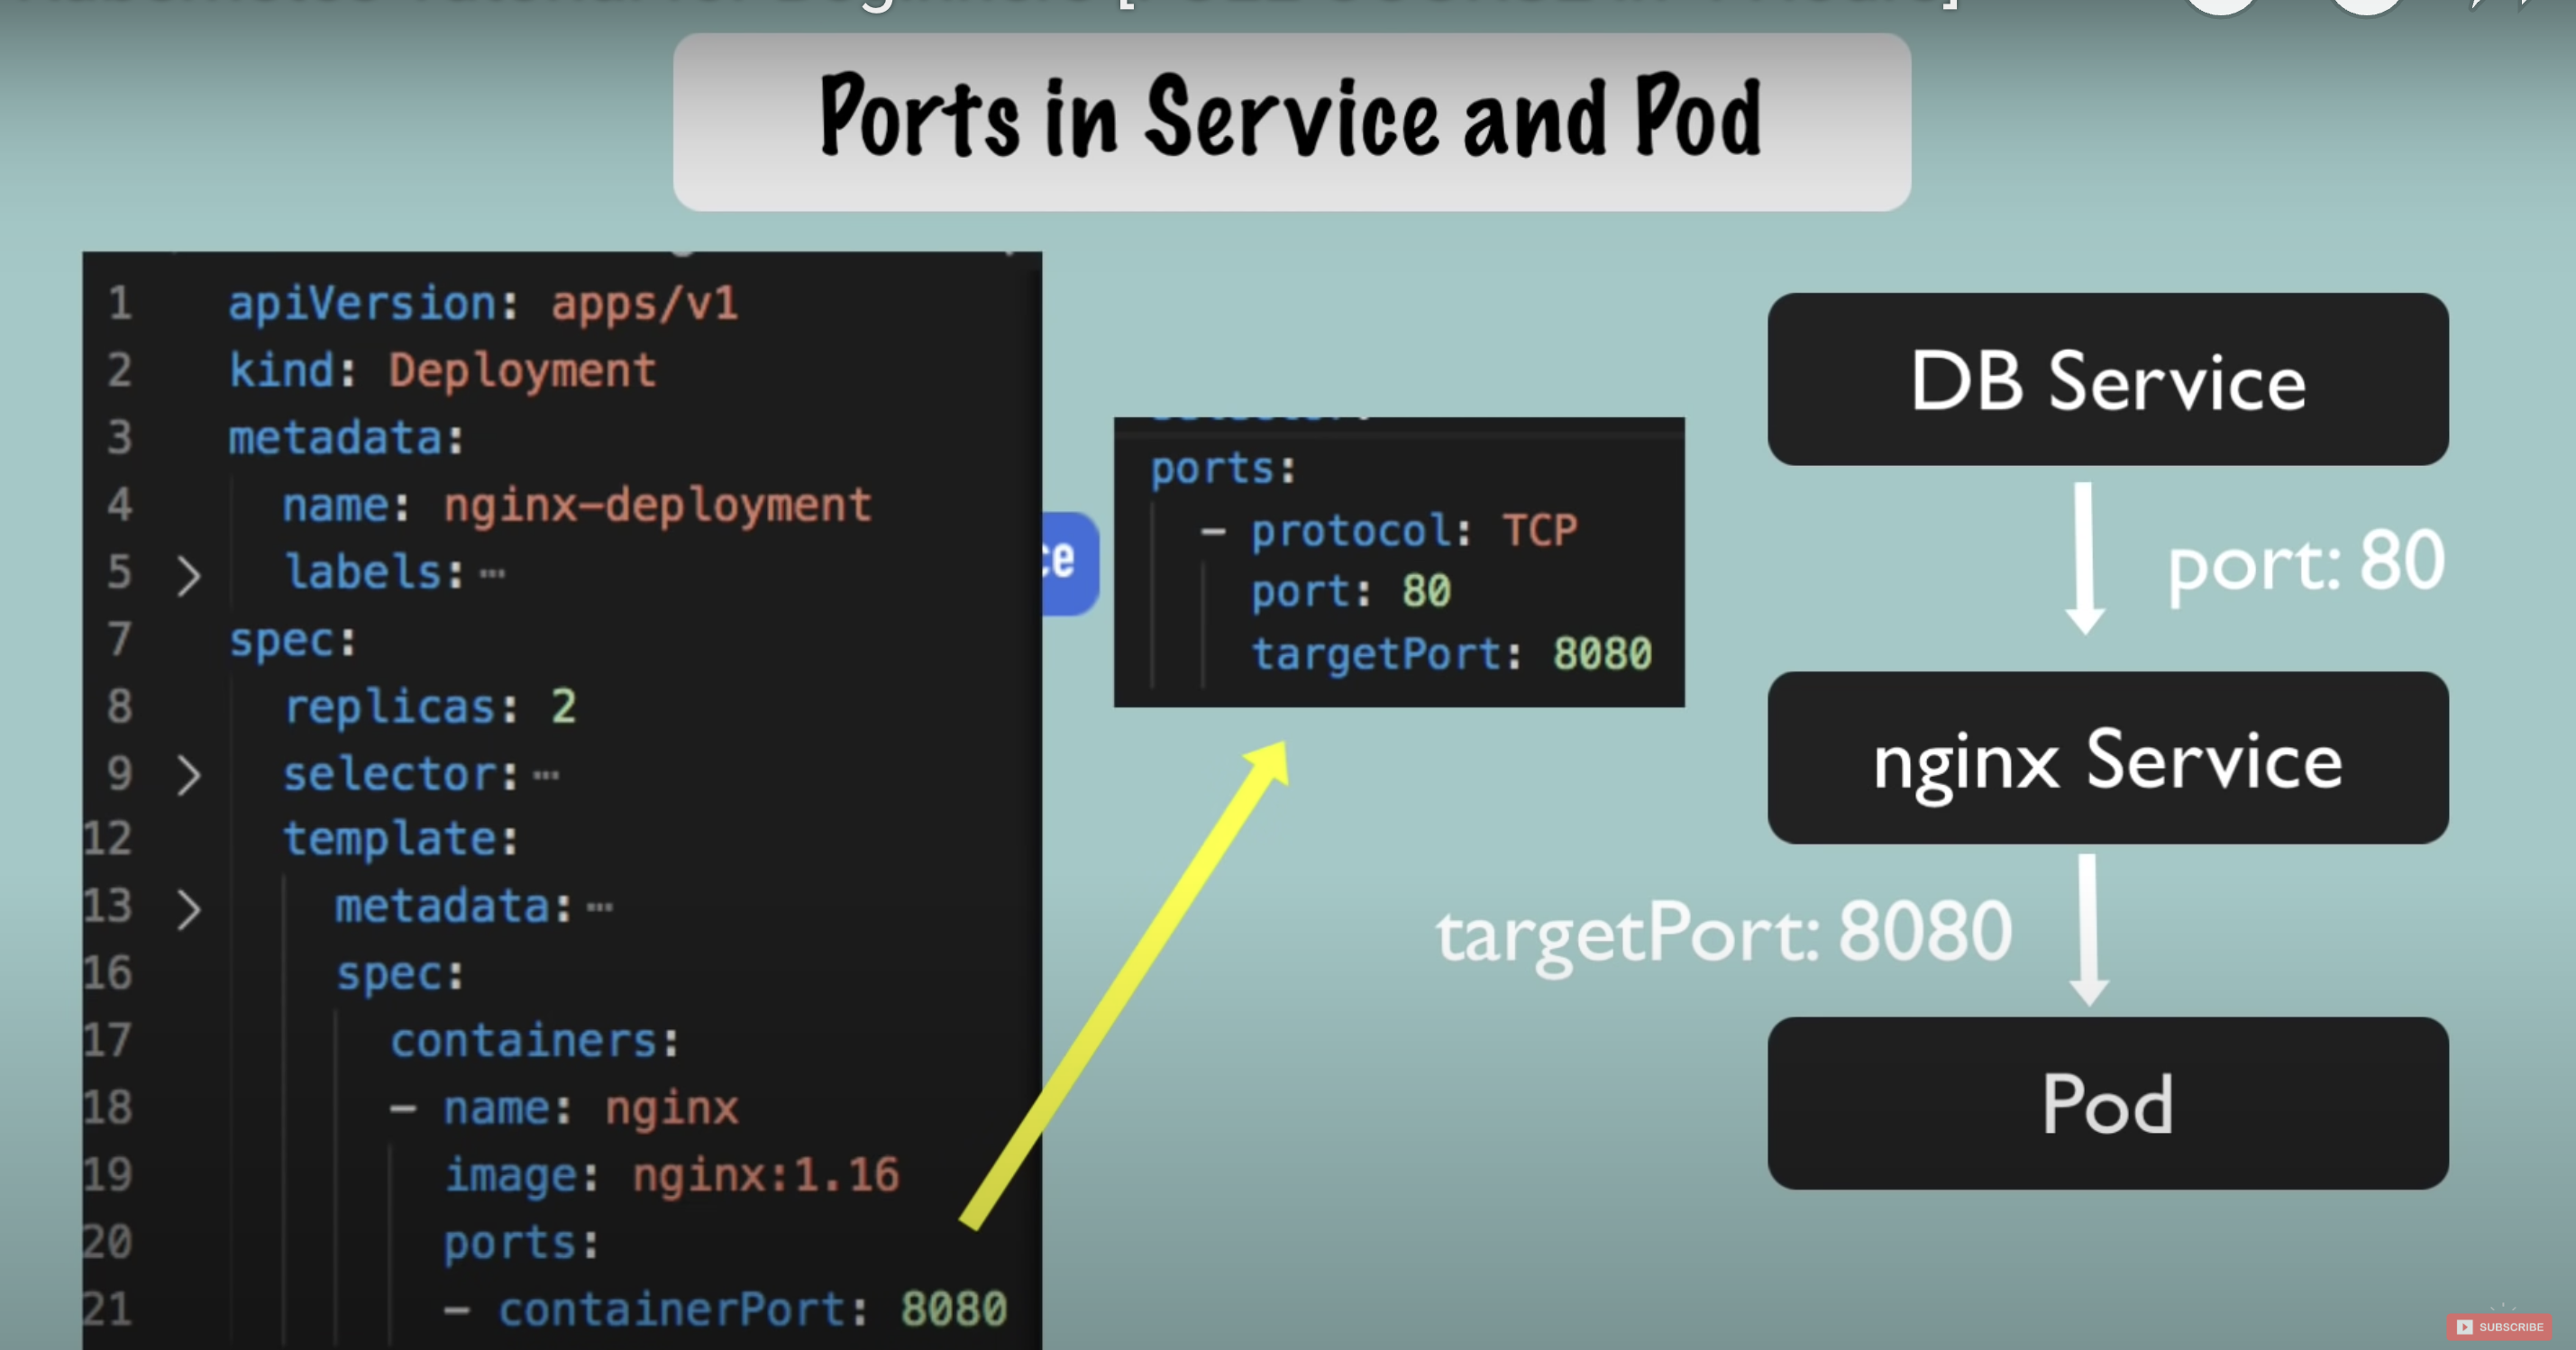 Ports in Service and Pod
1 apiVersion: apps/v1
2 kind: Deployment
3 metadata:
4 name: nginx-deployment
5 > labels: ⋯
7 spec:
8 replicas: 2
9 > selector: ⋯
12 template:
13 > metadata: ⋯
16 spec:
17 containers:
18 - name: nginx
19 image: nginx:1.16
20 ports:
21 - containerPort: 8080
ce
ports:
- protocol: TCP
port: 80
targetPort: 8080
DB Service
port: 80
nginx Service
targetPort: 8080
Pod
SUBSCRIBE